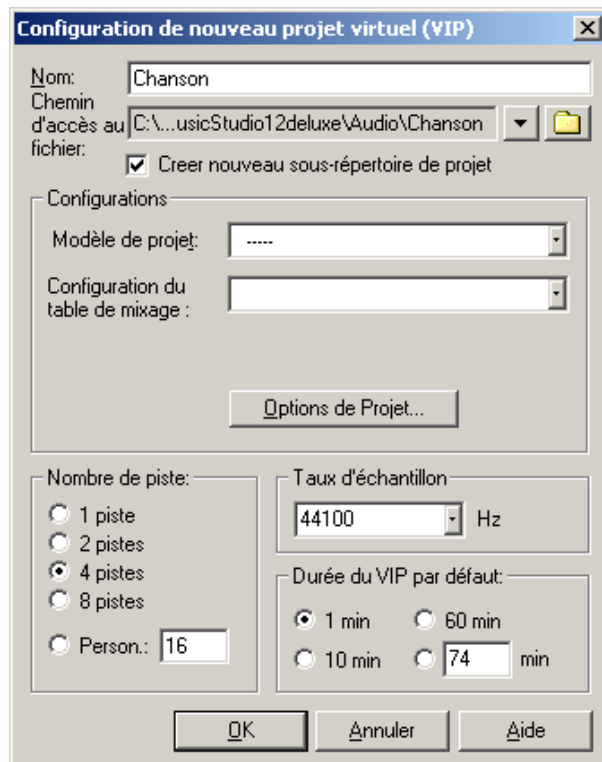 Configuration de nouveau projet virtuel (VIP)
Nom: Chanson
Chemin d'accès au fichier: C:\...usicStudio12deluxe\Audio\Chanson
Creer nouveau sous-répertoire de projet
Configurations
Modèle de projet: -----
Configuration du table de mixage :
Options de Projet...
Nombre de piste:
1 piste
2 pistes
4 pistes
8 pistes
Person.: 16
Taux d'échantillon
44100 Hz
Durée du VIP par défaut:
1 min 60 min
10 min 74 min
OK Annuler Aide